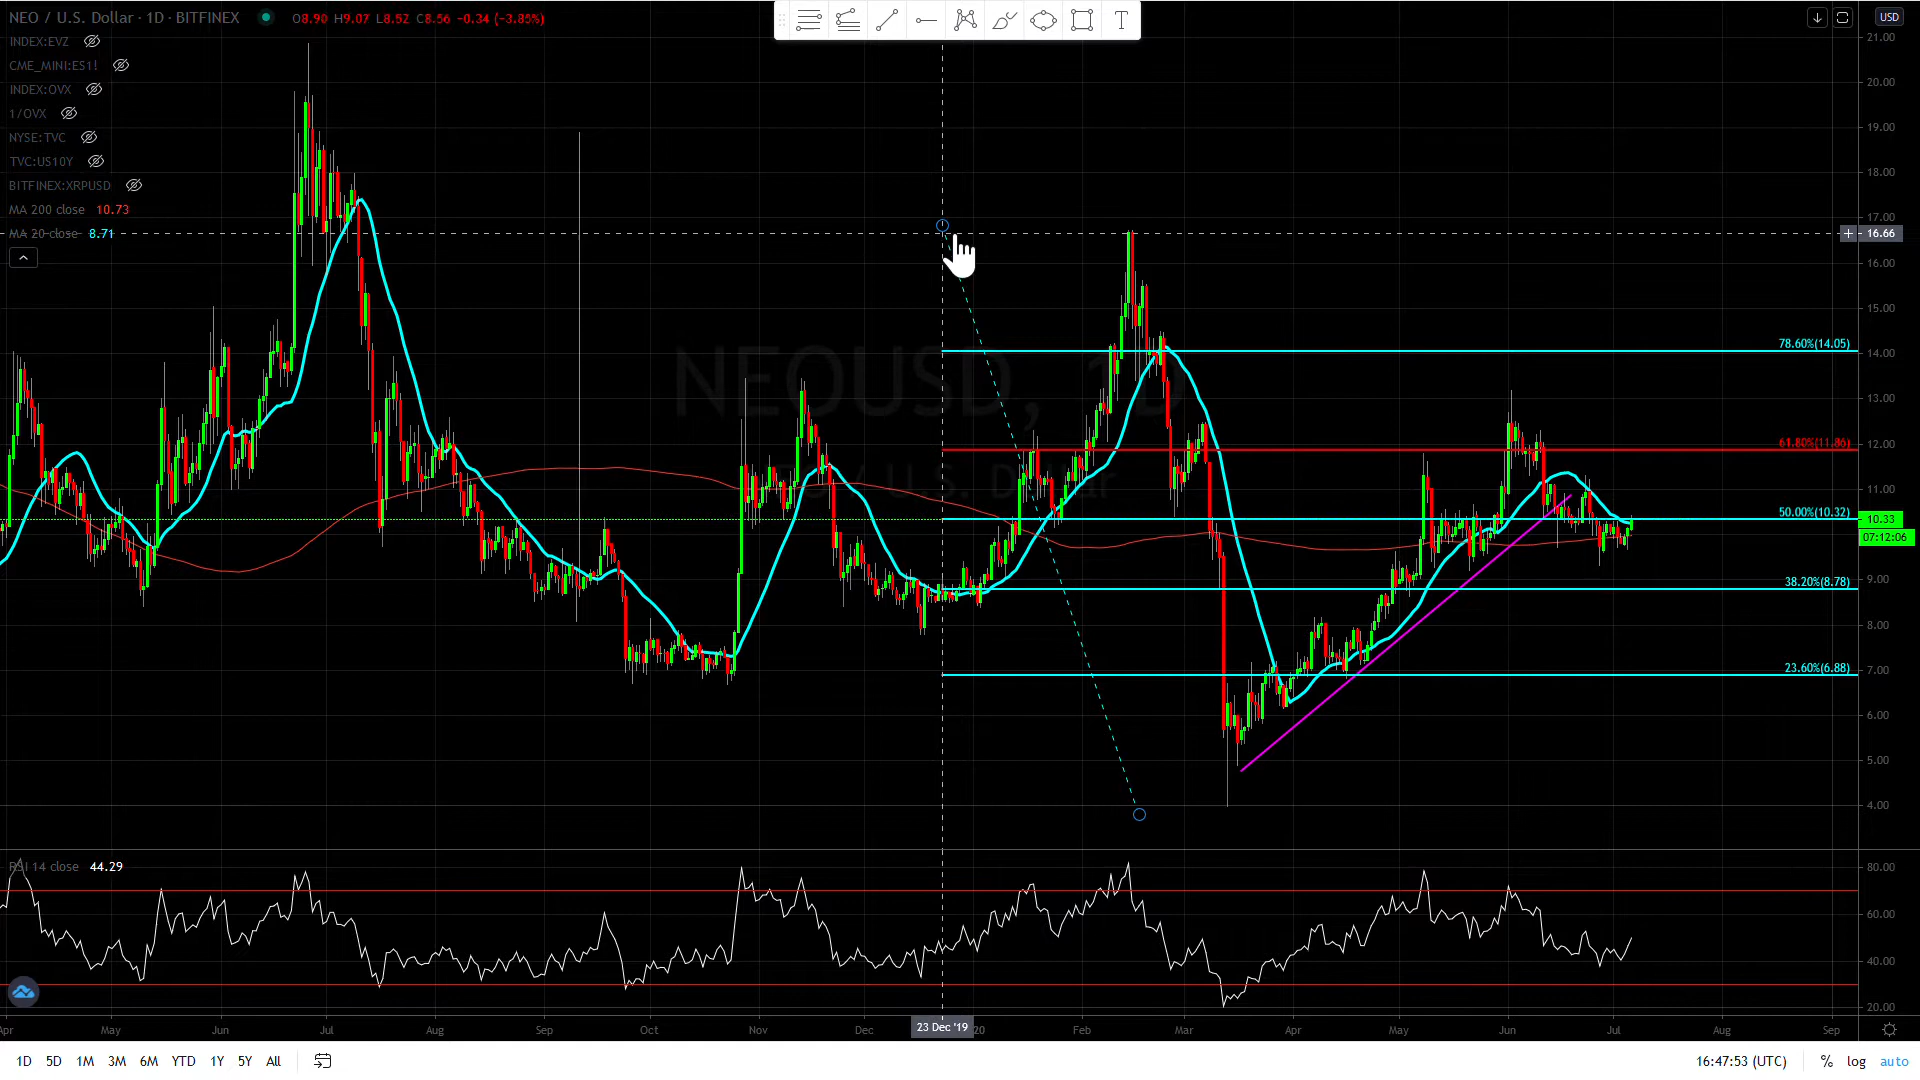 NEO / U.S. Dollar · 1D · BITFINEX O8.90 H9.07 L8.52 C8.56 −0.34 (−3.85%)
INDEX:EVZ
CME_MINI:ES1!
INDEX:OVX
1/OVX
NYSE:TVC
TVC:US10Y
BITFINEX:XRPUSD
MA 200 close 10.73
MA 20 close 8.71
T
USD
21.00
20.00
19.00
18.00
17.00
16.66
16.00
15.00
78.60%(14.05)
14.00
NEOUSD, 1D
13.00
61.80%(11.86)
12.00
NEO / U.S. Dollar
11.00
50.00%(10.32)
10.33
07:12:06
38.20%(8.78)
9.00
8.00
23.60%(6.88)
7.00
6.00
5.00
4.00
RSI 14 close 44.29
80.00
60.00
40.00
20.00
Apr May Jun Jul Aug Sep Oct Nov Dec 23 Dec '19 20 Feb Mar Apr May Jun Jul Aug Sep
1D 5D 1M 3M 6M YTD 1Y 5Y All 16:47:53 (UTC) % log auto